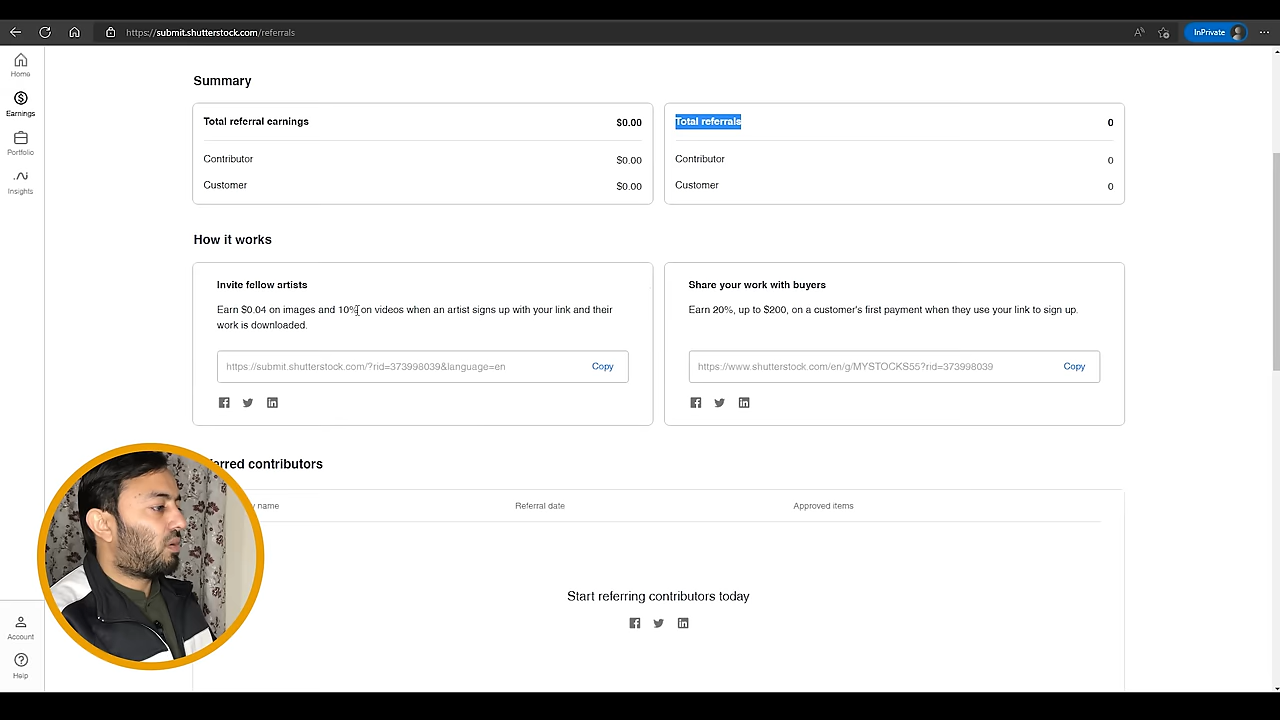 https://submit.shutterstock.com/referrals
InPrivate
Home
Earnings
Portfolio
Insights
Summary
Total referral earnings $0.00
Contributor $0.00
Customer $0.00
Total referrals 0
Contributor 0
Customer 0
How it works
Invite fellow artists
Earn $0.04 on images and 10% on videos when an artist signs up with your link and their
work is downloaded.
https://submit.shutterstock.com/?rid=373998039&language=en Copy
Share your work with buyers
Earn 20%, up to $200, on a customer's first payment when they use your link to sign up.
https://www.shutterstock.com/en/g/MYSTOCKS55?rid=373998039 Copy
contributors
name Referral date Approved items
Start referring contributors today
Account
Help